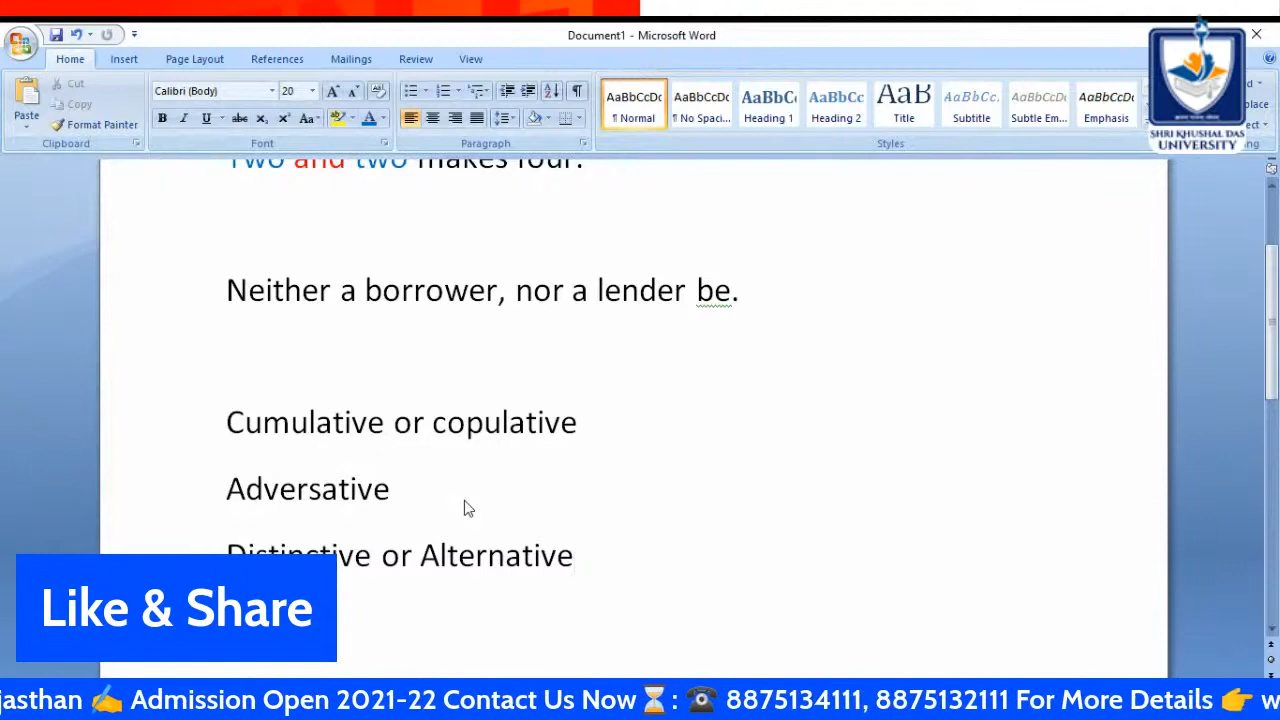 Document1 - Microsoft Word
Home Insert Page Layout References Mailings Review View
Paste
Cut
Copy
Format Painter
Clipboard
Calibri (Body) 20
Font
Paragraph
AaBbCcDc AaBbCcDc AaBbC AaBbCc AaB AaBbCc. AaBbCcDc AaBbCcDc
¶ Normal ¶ No Spaci... Heading 1 Heading 2 Title Subtitle Subtle Em... Emphasis
Styles
SHRI KHUSHAL DAS
UNIVERSITY
Two and two makes four.
Neither a borrower, nor a lender be.
Cumulative or copulative
Adversative
Distinctive or Alternative
Like & Share
jasthan ✍ Admission Open 2021-22 Contact Us Now ⏳: ☎ 8875134111, 8875132111 For More Details 👉 w